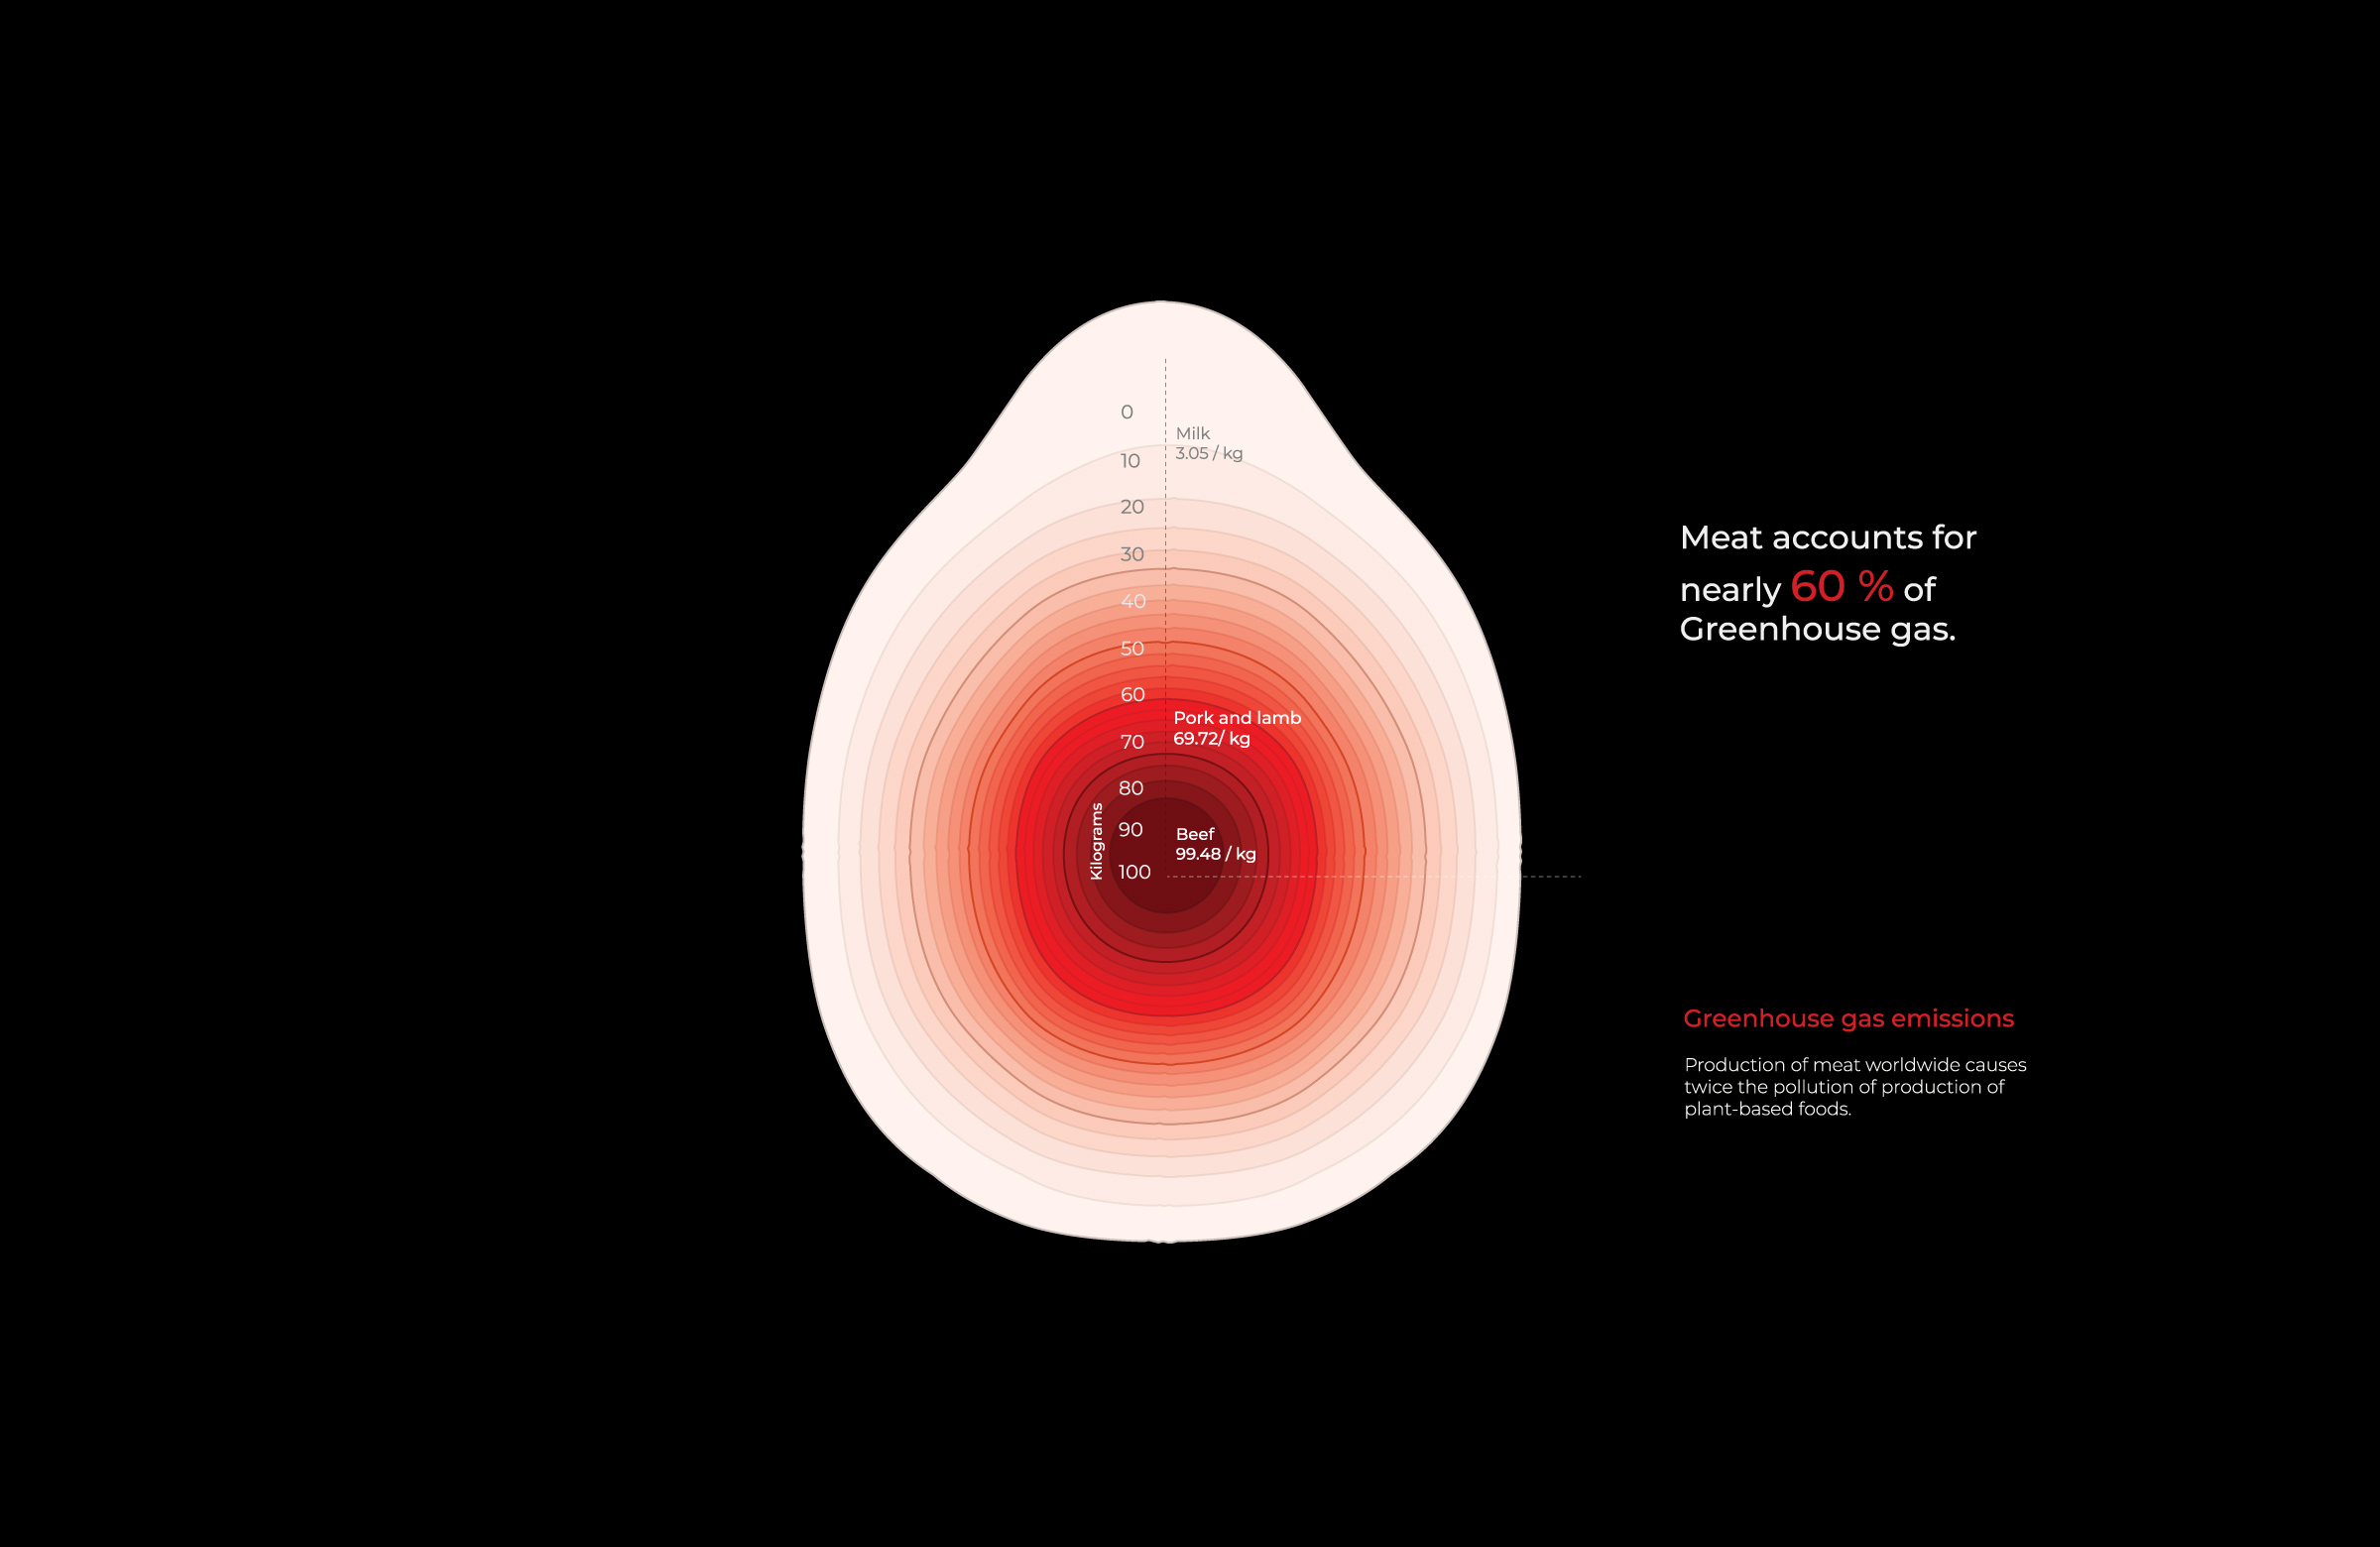 0
Milk
3.05 / kg
10
20
30
40
50
60
Pork and lamb
69.72/ kg
70
80
Kilograms
90
Beef
99.48 / kg
100
Meat accounts for
nearly 60 % of
Greenhouse gas.
Greenhouse gas emissions
Production of meat worldwide causes
twice the pollution of production of
plant-based foods.